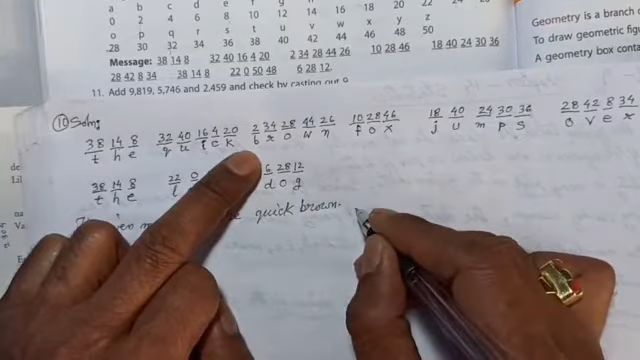 a b c d e f g
0 2 4 6 8 10 12 14 16 18 20 22 24
o p q r s t u v w x y z
28 30 32 34 36 38 40 42 44 46 48 50
Message: 38 14 8 32 40 16 4 20 2 34 28 44 26 10 28 46 18 40 24 30 36
28 42 8 34 38 14 8 22 0 50 48 6 28 12.
11. Add 9,819, 5,746 and 2,459 and check by casting out 9
Geometry is a branch
To draw geometric fig
A geometry box conta
10 Soln:
38 14 8 32 40 16 4 20 2 34 28 44 26 10 28 46 18 40 24 30 36 28 42 8 34
t h e q u i c k b r o w n f o x j u m p s o v e r
38 14 8 22 0 6 28 12
t h e l d o g
quick brown